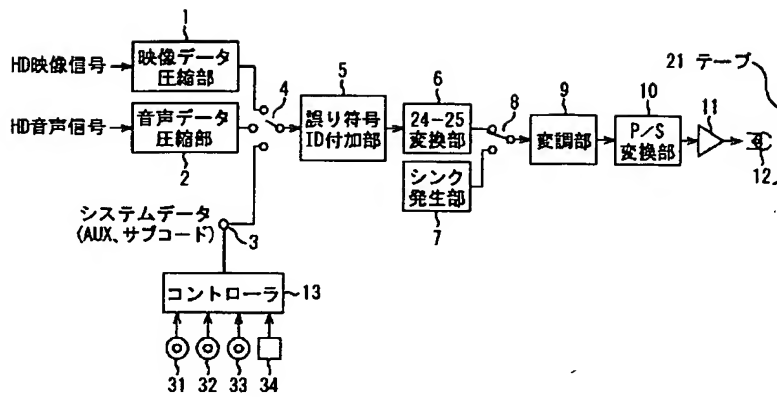 1
HD映像信号
映像データ
圧縮部
HD音声信号
音声データ
圧縮部
2
4
5
誤り符号
ID付加部
6
24-25
変換部
シンク
発生部
7
8
9
変調部
10
P/S
変換部
11
21 テープ
12
システムデータ
(AUX、サブコード)
3
コントローラ
13
31
32
33
34